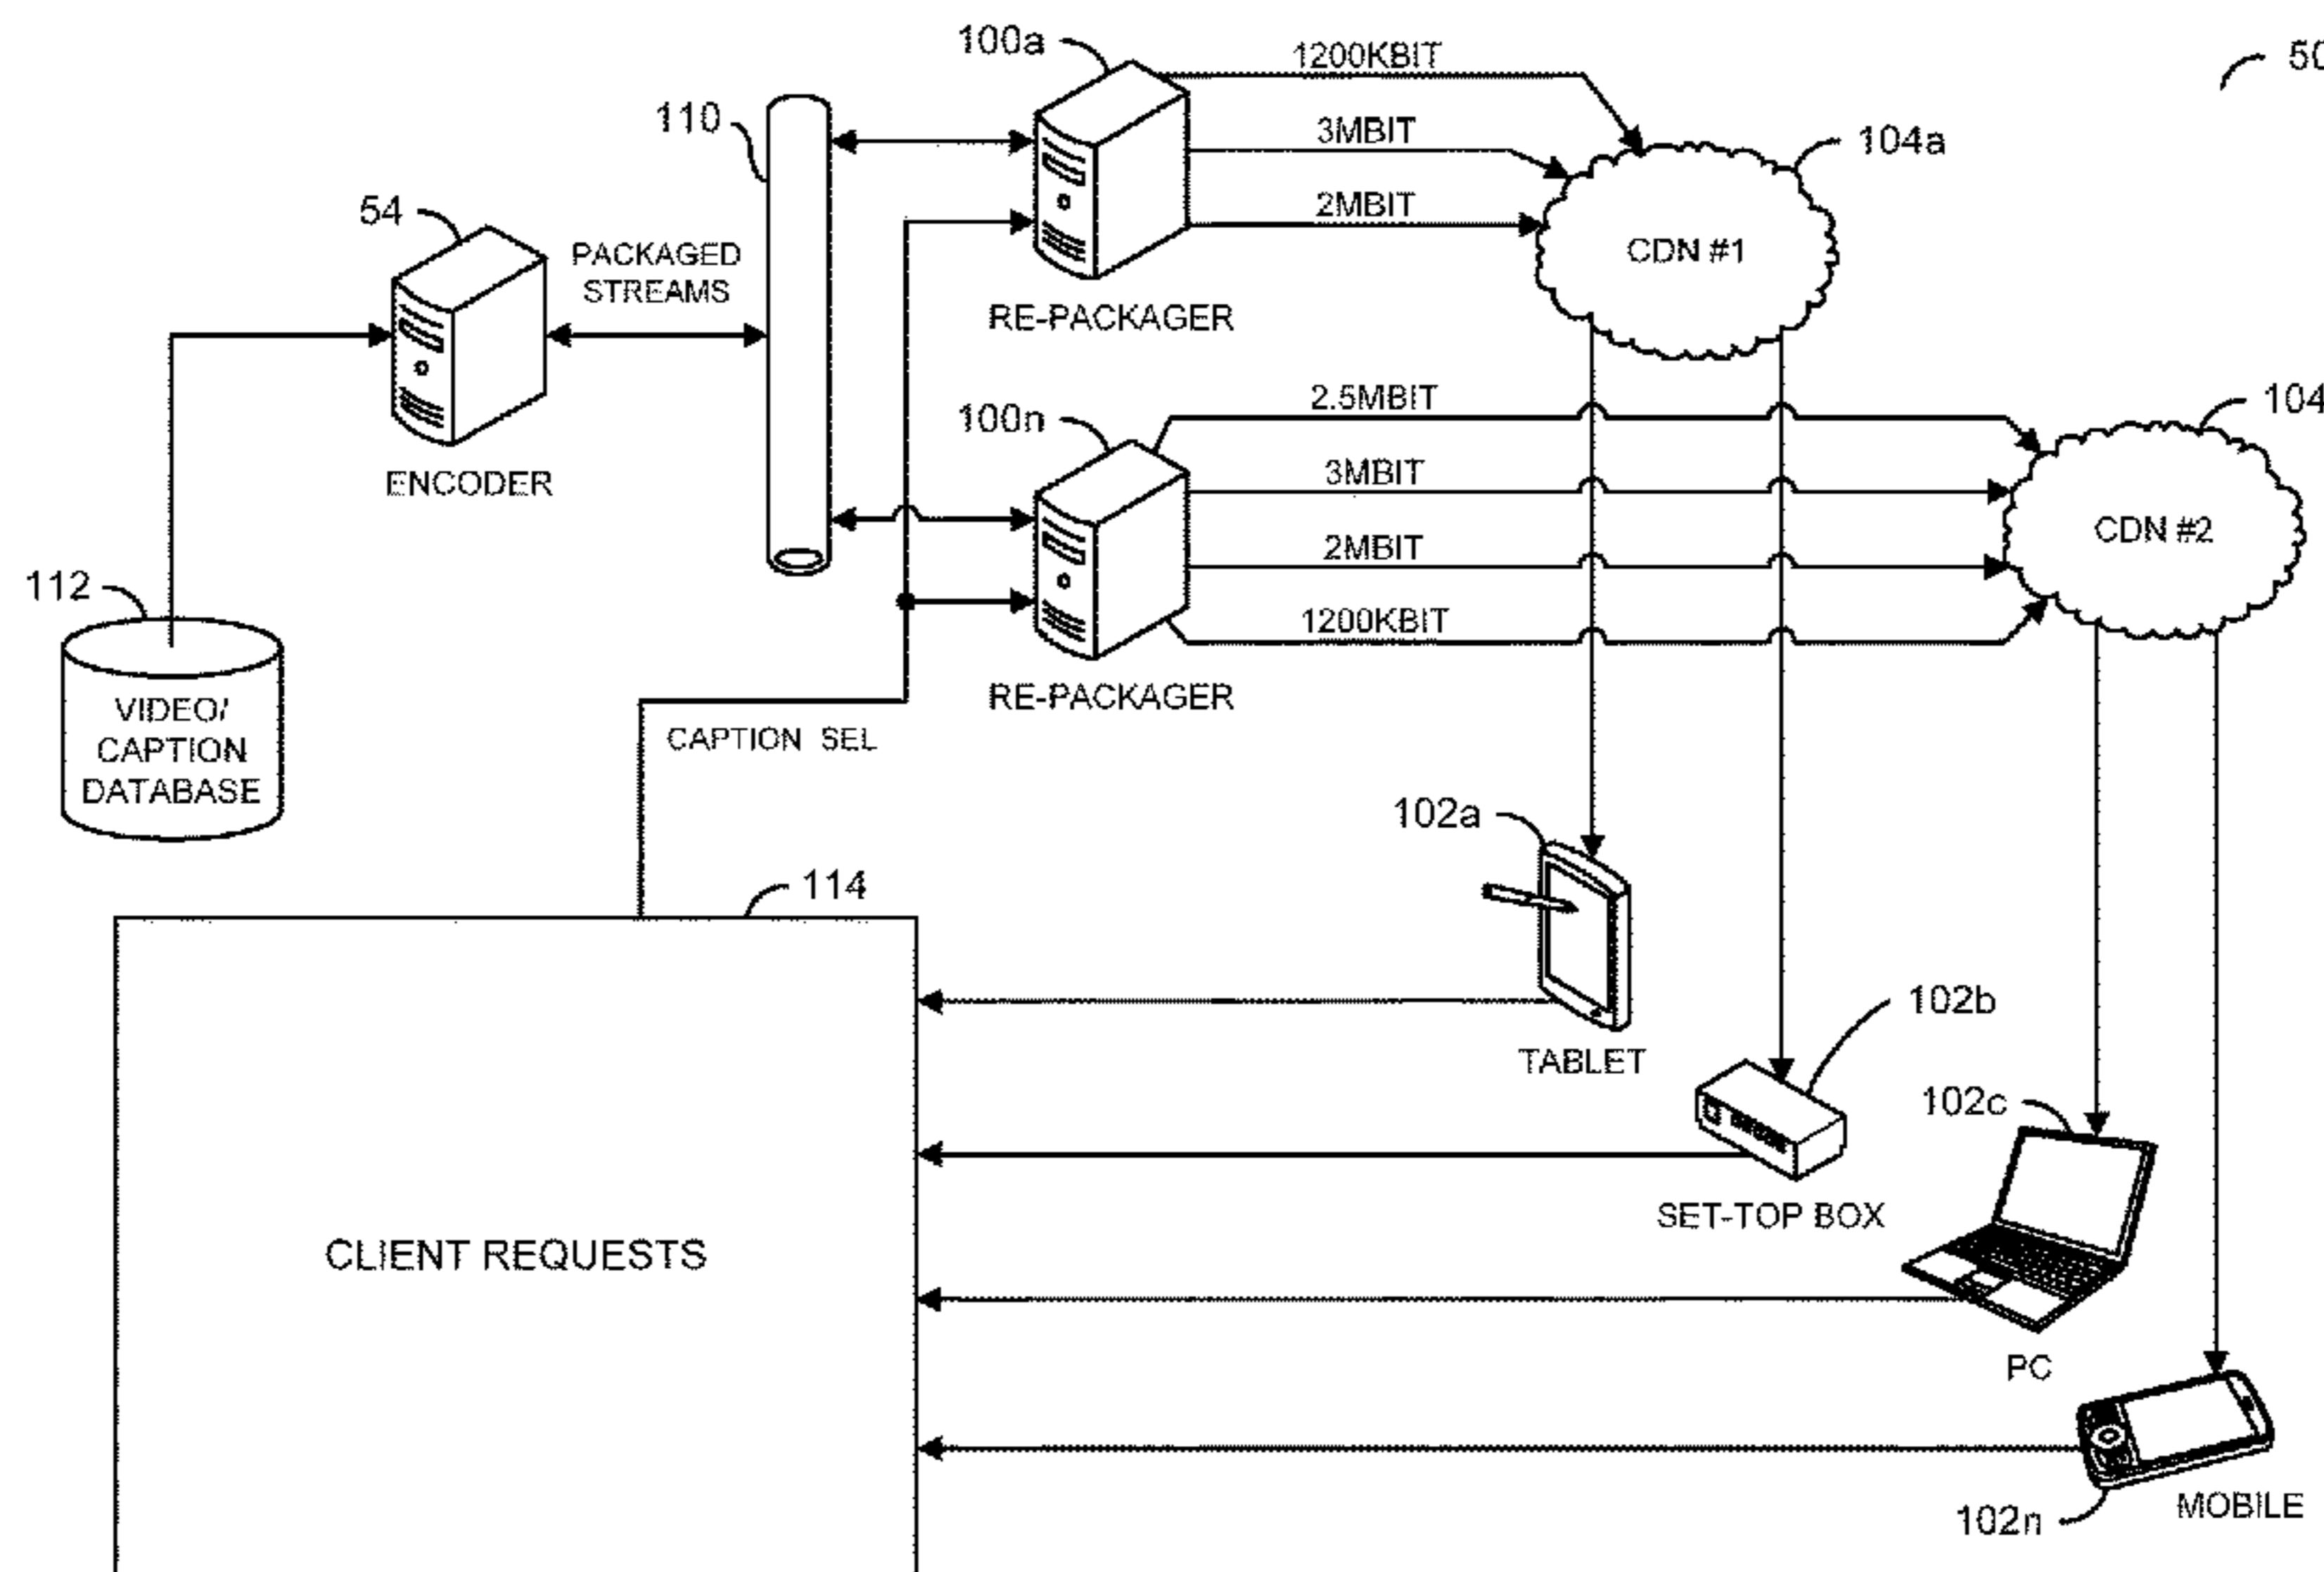 100a
1200KBIT
50
110
3MBIT
104a
54
2MBIT
PACKAGED
STREAMS
CDN #1
RE-PACKAGER
2.5MBIT
104
100n
ENCODER
3MBIT
CDN #2
2MBIT
112
1200KBIT
VIDEO/
CAPTION
DATABASE
RE-PACKAGER
CAPTION SEL
102a
114
102b
TABLET
102c
SET-TOP BOX
CLIENT REQUESTS
PC
MOBILE
102n